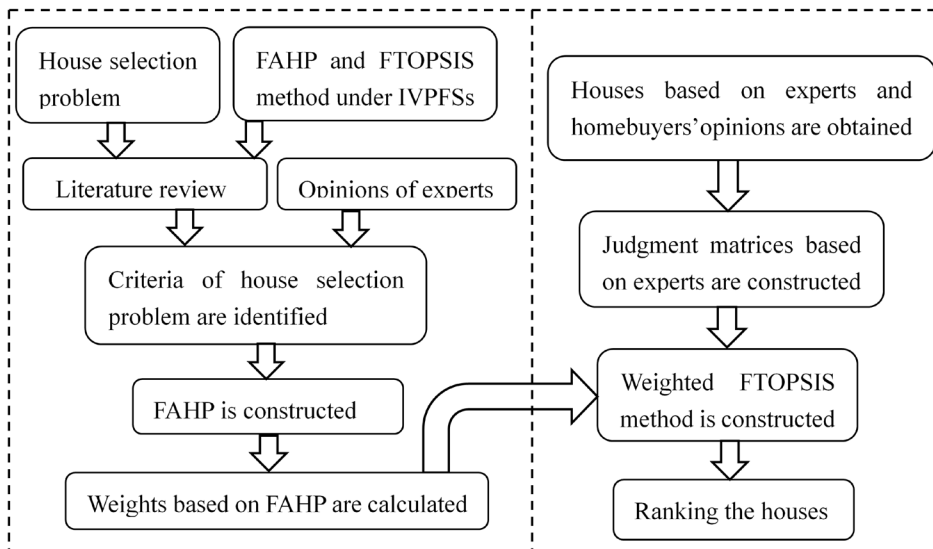 House selection
problem
FAHP and FTOPSIS
method under IVPFSs
Literature review
Opinions of experts
Criteria of house selection
problem are identified
FAHP is constructed
Weights based on FAHP are calculated
Houses based on experts and
homebuyers’opinions are obtained
Judgment matrices based
on experts are constructed
Weighted FTOPSIS
method is constructed
Ranking the houses